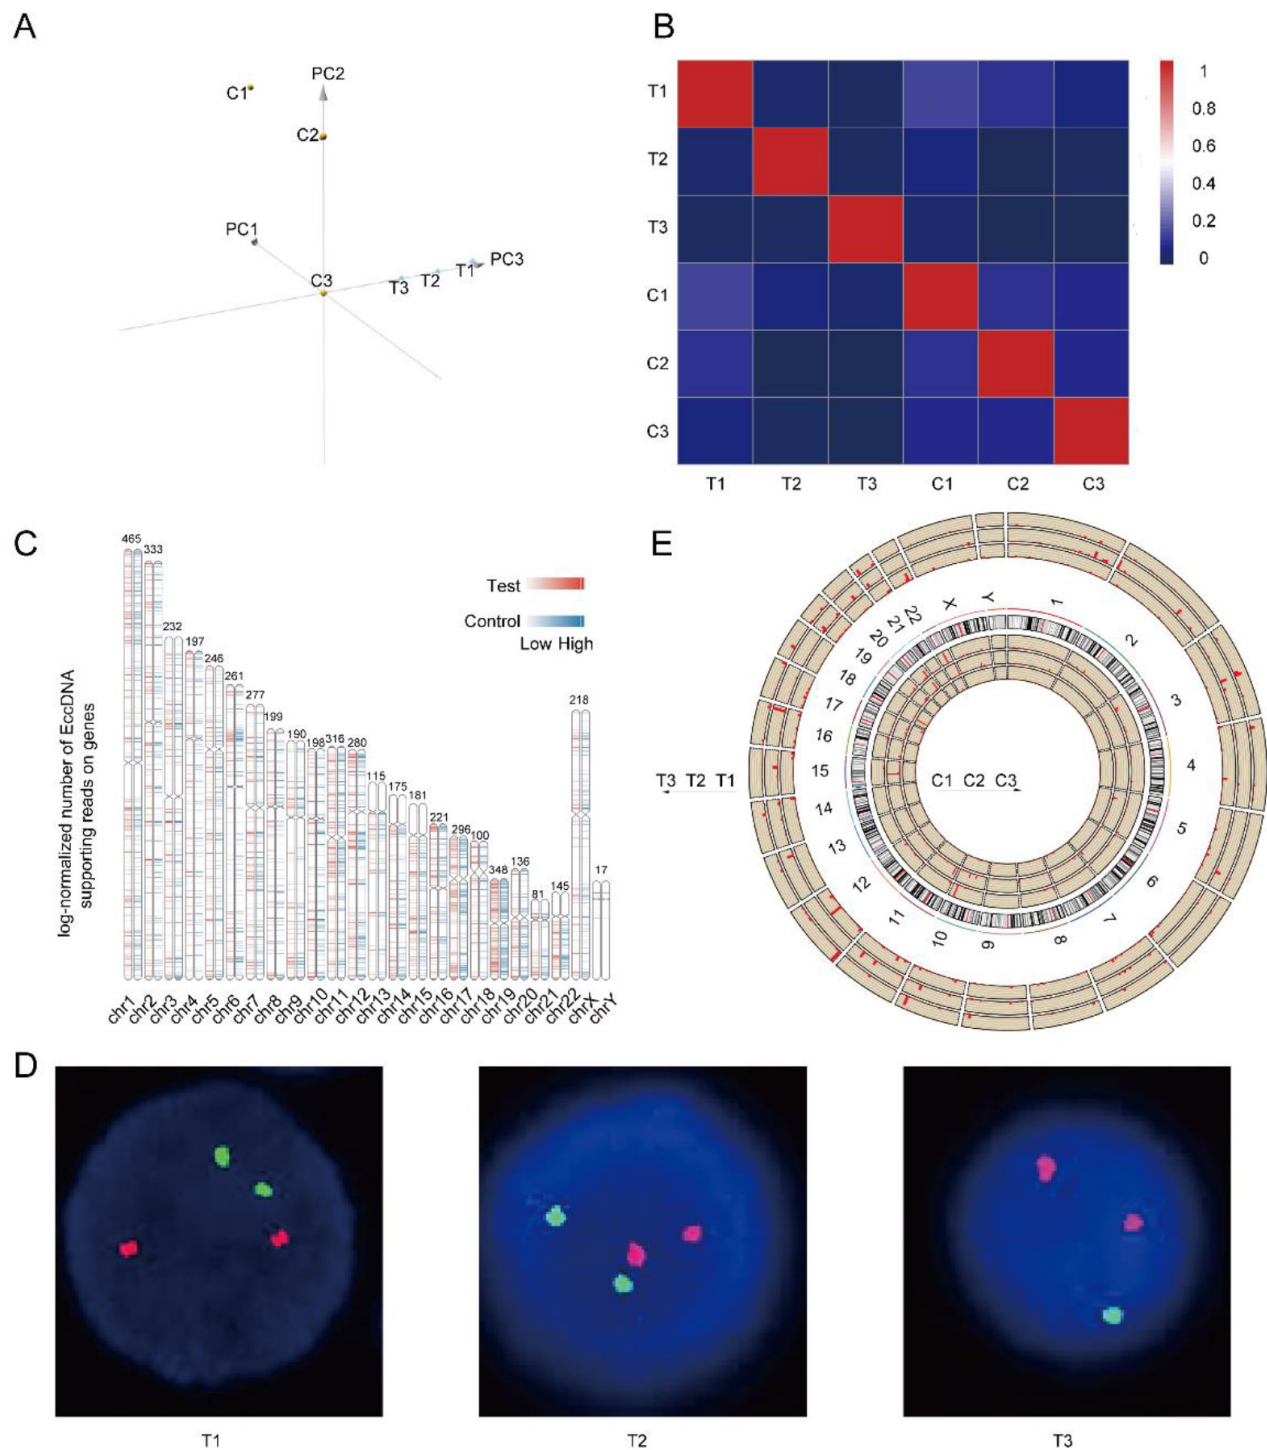 A
PC2
C1
C2
PC1
C3
T3
T2
T1
PC3
B
T1
T2
T3
C1
C2
C3
T1 T2 T3 C1 C2 C3
1
0.8
0.6
0.4
0.2
0
C
log-normalized number of EccDNA
supporting reads on genes
465
333
232
197
246
261
277
199
190
198
316
280
115
175
181
221
296
100
348
136
81
145
218
17
Test
Control
Low High
chr1
chr2
chr3
chr4
chr5
chr6
chr7
chr8
chr9
chr10
chr11
chr12
chr13
chr14
chr15
chr16
chr17
chr18
chr19
chr20
chr21
chr22
chrX
chrY
E
1
2
3
4
5
6
7
8
9
10
11
12
13
14
15
16
17
18
19
20
21
22
X
Y
T3 T2 T1
C1 C2 C3
D
T1
T2
T3